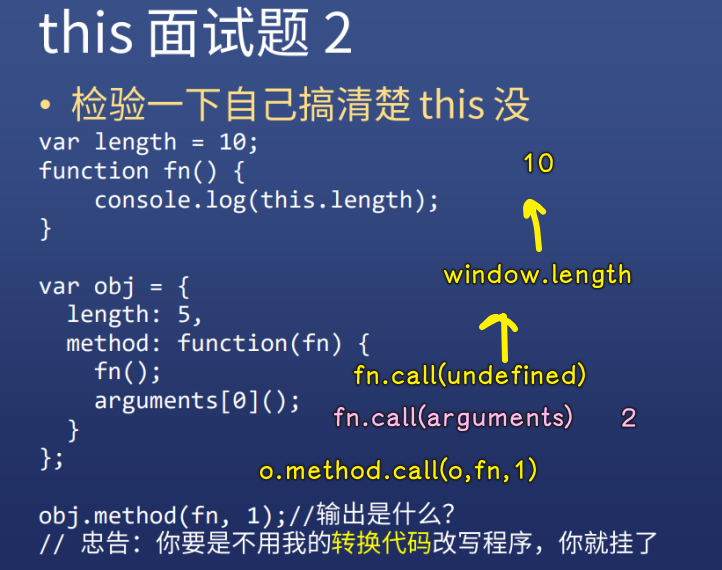 this 面试题 2
• 检验一下自己搞清楚 this 没
var length = 10;
function fn() {
10
console.log(this.length);
}
window.length
var obj = {
length: 5,
method: function(fn) {
fn();
fn.call(undefined)
arguments[0]();
fn.call(arguments) 2
}
};
o.method.call(o,fn,1)
obj.method(fn, 1);//输出是什么?
// 忠告：你要是不用我的转换代码改写程序，你就挂了